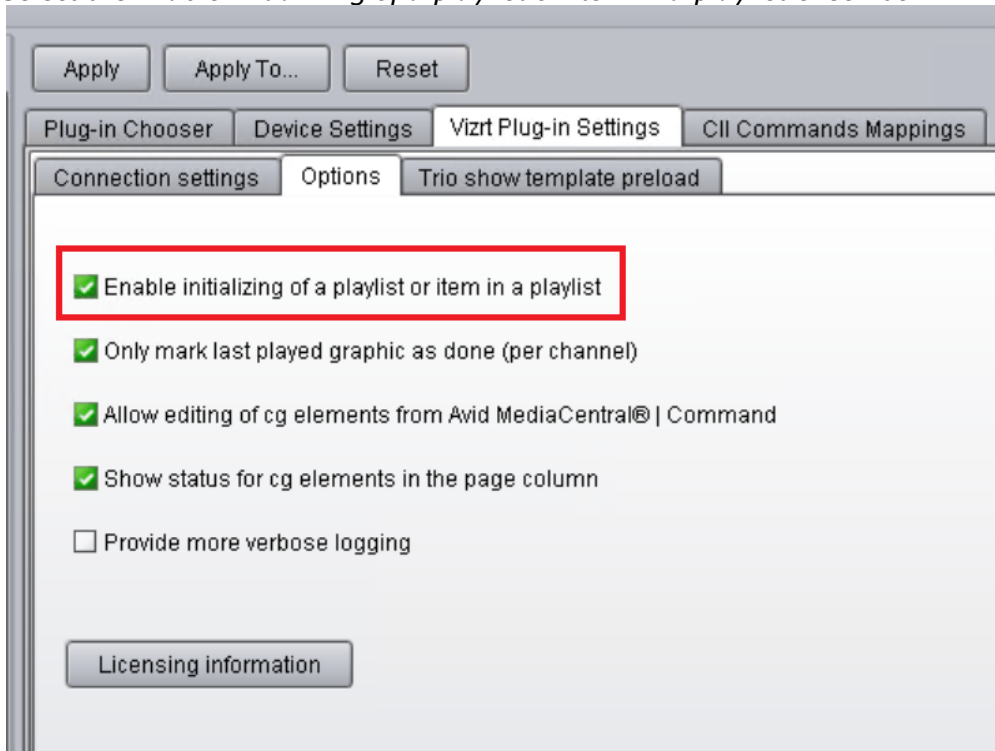 Apply Apply To... Reset
Plug-in Chooser Device Settings Vizrt Plug-in Settings CII Commands Mappings
Connection settings Options Trio show template preload
Enable initializing of a playlist or item in a playlist
Only mark last played graphic as done (per channel)
Allow editing of cg elements from Avid MediaCentral® | Command
Show status for cg elements in the page column
Provide more verbose logging
Licensing information